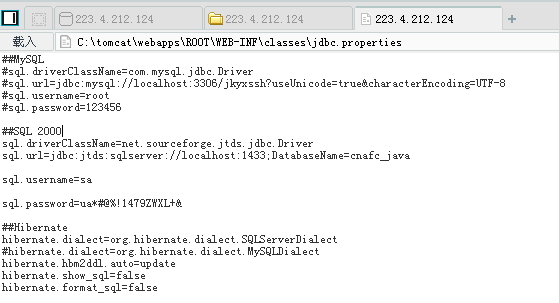 223.4.212.124
223.4.212.124
223.4.212.124
載入
C:\tomcat\webapps\ROOT\WEB-INF\classes\jdbc.properties
##MySQL
#sql.driverClassName=com.mysql.jdbc.Driver
#sql.url=jdbc:mysql://localhost:3306/jkyxssh?useUnicode=true&characterEncoding=UTF-8
#sql.username=root
#sql.password=123456
##SQL 2000
sql.driverClassName=net.sourceforge.jtds.jdbc.Driver
sql.url=jdbc:jtds:sqlserver://localhost:1433;DatabaseName=cnafc_java
sql.username=sa
sql.password=ua*#@%!1479ZWXL+&
##Hibernate
hibernate.dialect=org.hibernate.dialect.SQLServerDialect
#hibernate.dialect=org.hibernate.dialect.MySQLDialect
hibernate.hbm2ddl.auto=update
hibernate.show_sql=false
hibernate.format_sql=false